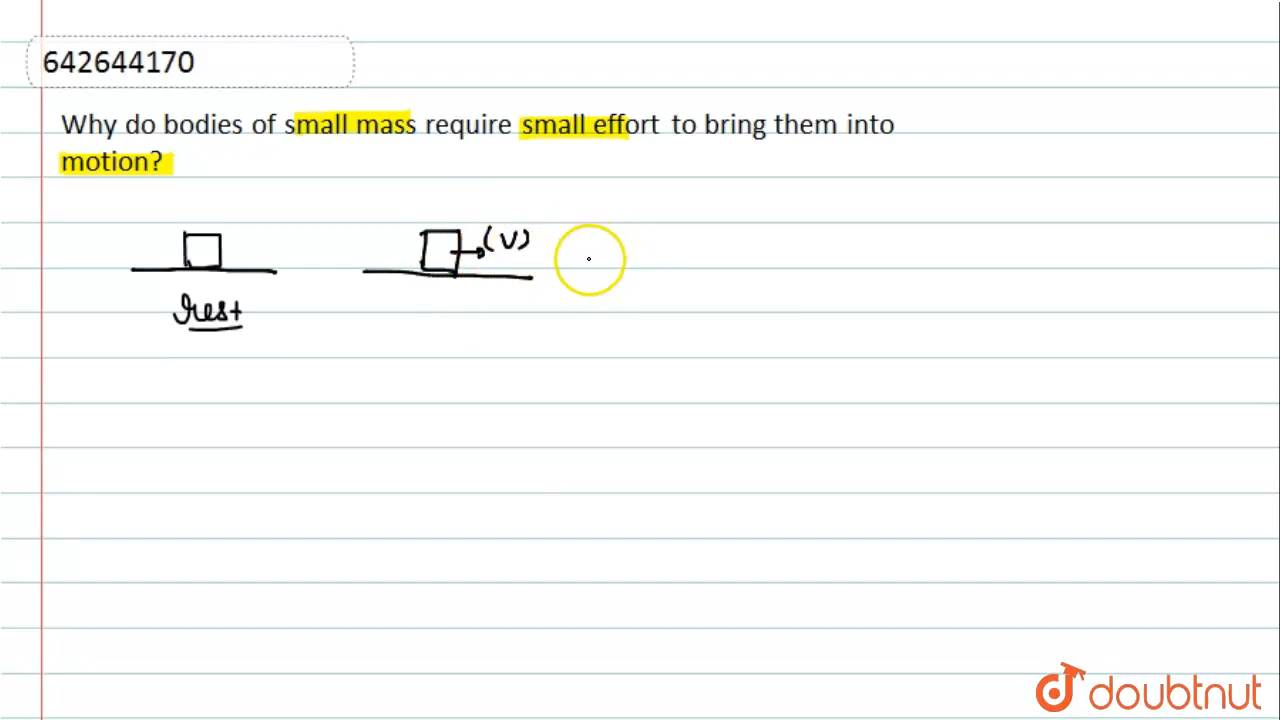 642644170
Why do bodies of small mass require small effort to bring them into
motion?
(v)
rest
doubtnut